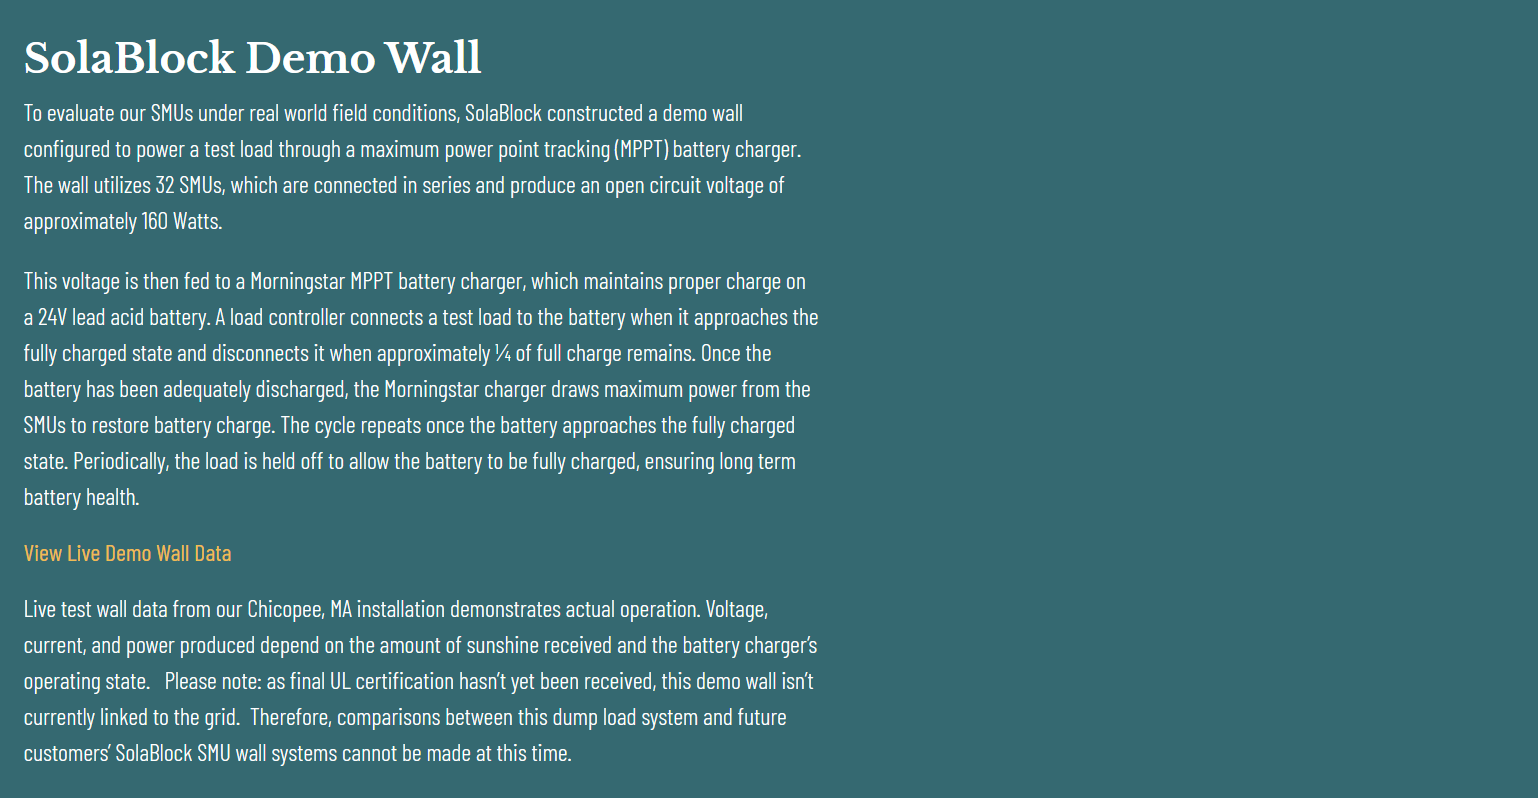 SolaBlock Demo Wall
To evaluate our SMUs under real world field conditions, SolaBlock constructed a demo wall
configured to power a test load through a maximum power point tracking (MPPT) battery charger.
The wall utilizes 32 SMUs, which are connected in series and produce an open circuit voltage of
approximately 160 Watts.
This voltage is then fed to a Morningstar MPPT battery charger, which maintains proper charge on
a 24V lead acid battery. A load controller connects a test load to the battery when it approaches the
fully charged state and disconnects it when approximately ¼ of full charge remains. Once the
battery has been adequately discharged, the Morningstar charger draws maximum power from the
SMUs to restore battery charge. The cycle repeats once the battery approaches the fully charged
state. Periodically, the load is held off to allow the battery to be fully charged, ensuring long term
battery health.
View Live Demo Wall Data
Live test wall data from our Chicopee, MA installation demonstrates actual operation. Voltage,
current, and power produced depend on the amount of sunshine received and the battery charger’s
operating state.   Please note: as final UL certification hasn’t yet been received, this demo wall isn’t
currently linked to the grid.  Therefore, comparisons between this dump load system and future
customers’ SolaBlock SMU wall systems cannot be made at this time.